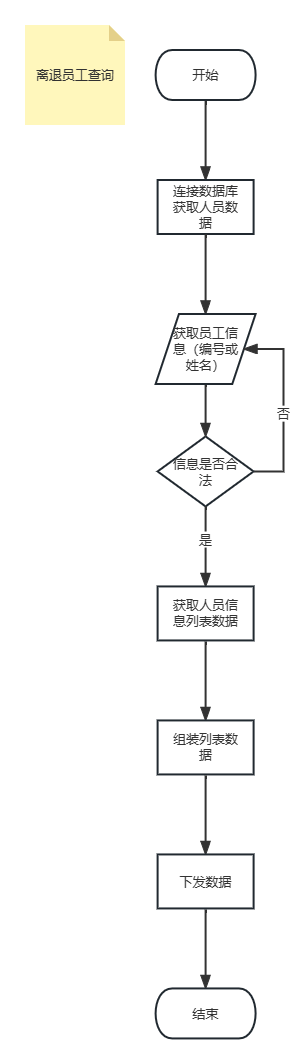 离退员工查询
开始
连接数据库
获取人员数
据
获取员工信
息（编号或
姓名）
否
信息是否合
法
是
获取人员信
息列表数据
组装列表数
据
下发数据
结束